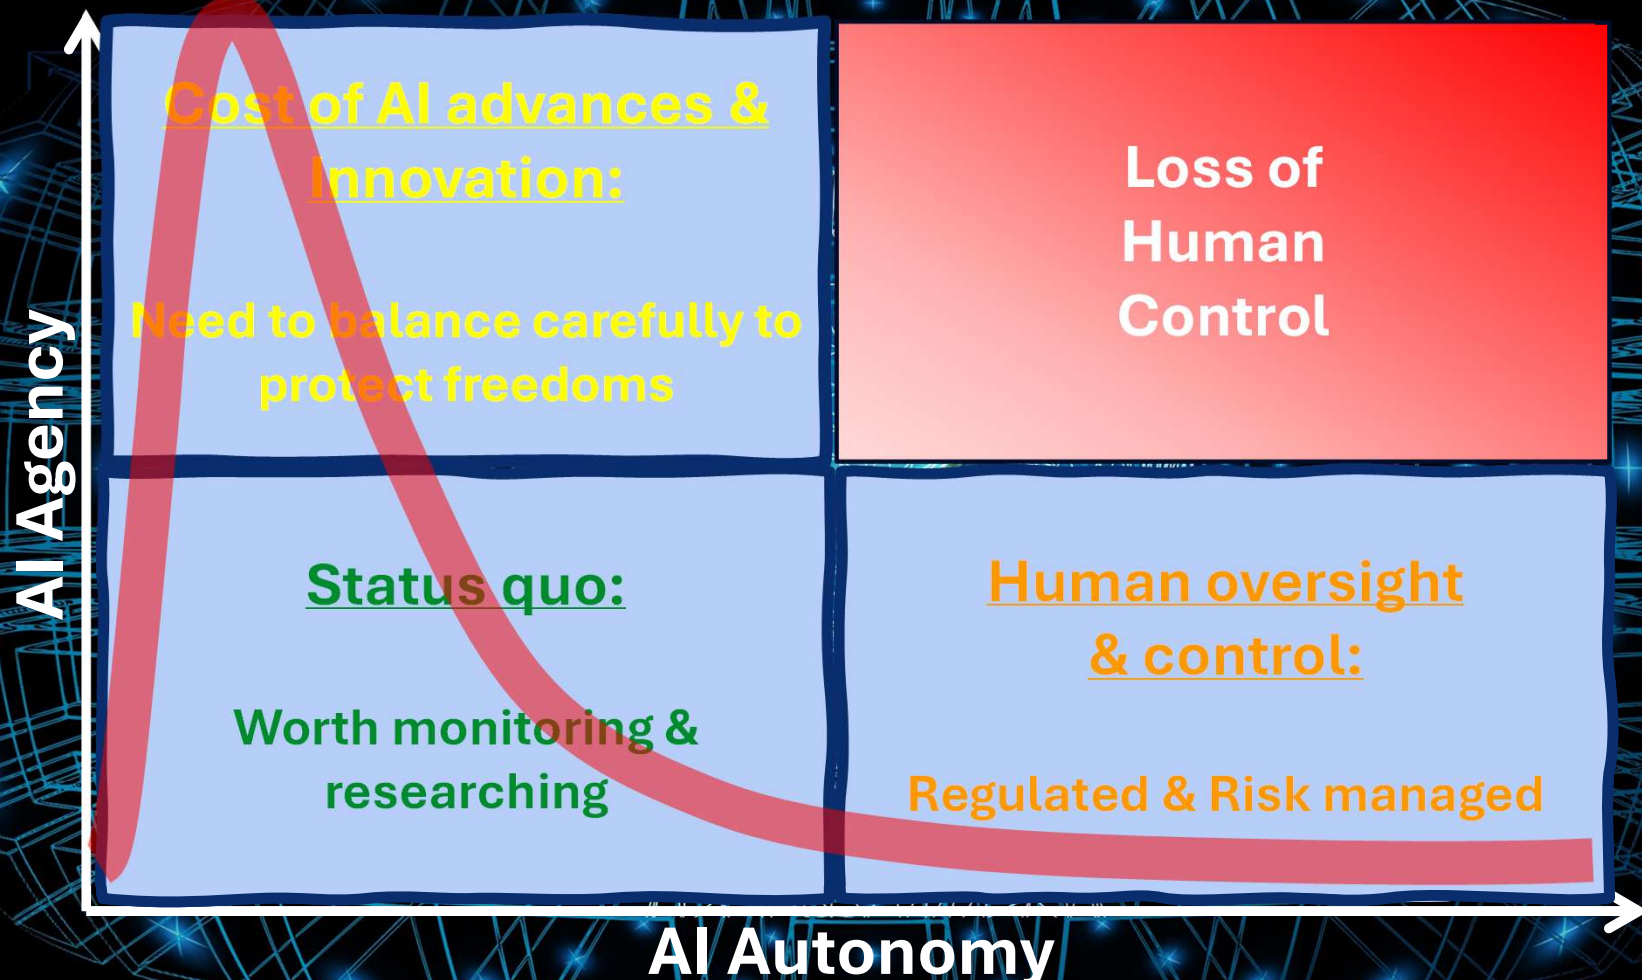 Cost of AI advances &
Innovation:
Need to balance carefully to
protect freedoms
Loss of
Human
Control
AI Agency
Status quo:
Worth monitoring &
researching
Human oversight
& control:
Regulated & Risk managed
AI Autonomy